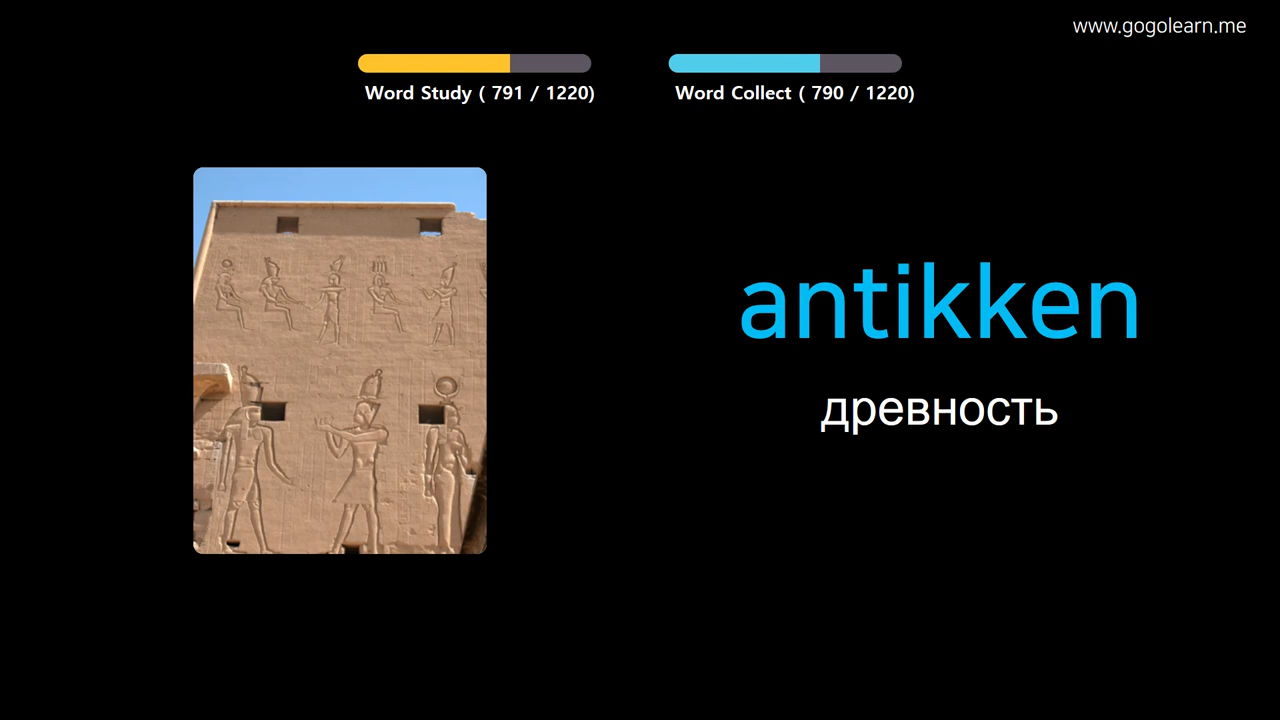 www.gogolearn.me
Word Study ( 791 / 1220)
Word Collect ( 790 / 1220)
antikken
древность